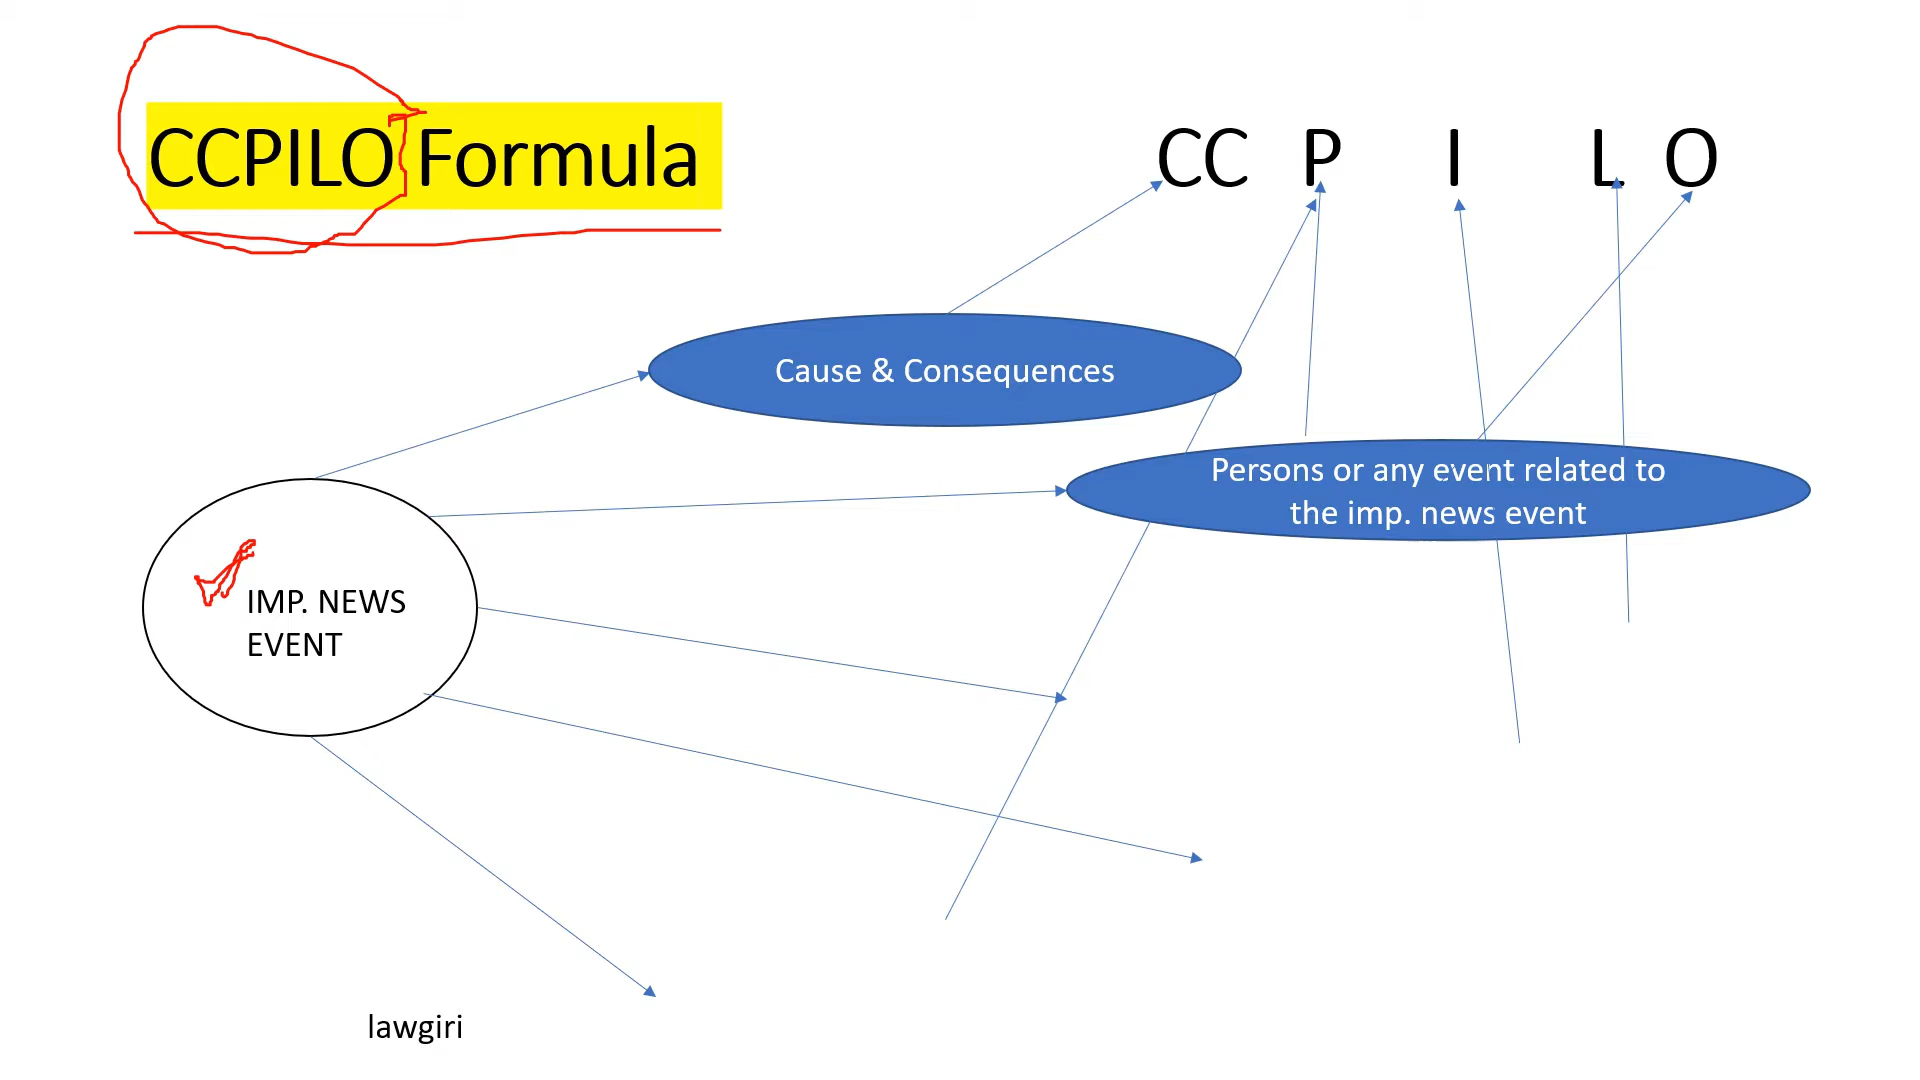 CCPILO Formula
CC P I L O
Cause & Consequences
Persons or any event related to
the imp. news event
IMP. NEWS
EVENT
lawgiri